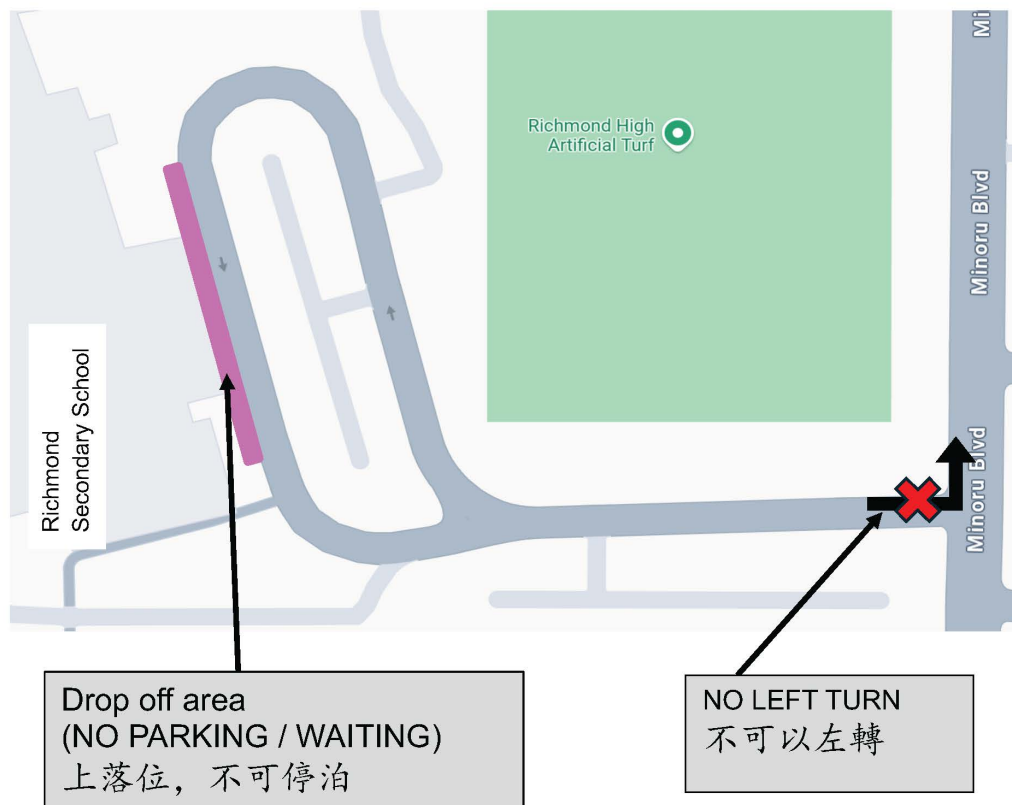 Mi
Richmond High
Artificial Turf
Minoru Blvd
Richmond
Secondary School
Minoru Blvd
Drop off area
(NO PARKING / WAITING)
上落位，不可停泊
NO LEFT TURN
不可以左轉